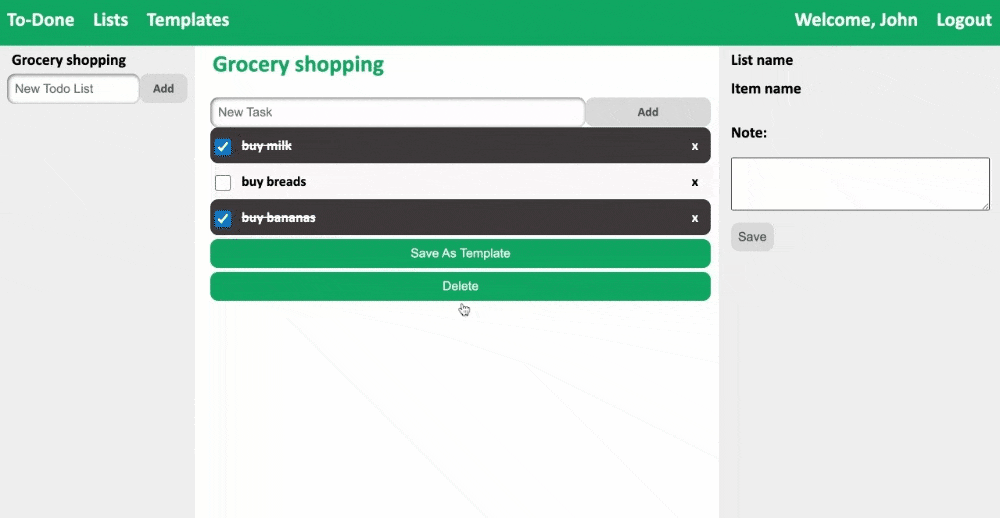 To-Done Lists Templates Welcome, John Logout
Grocery shopping
New Todo List Add
Grocery shopping
New Task Add
buy milk x
buy breads x
buy bananas x
Save As Template
Delete
List name
Item name
Note:
Save